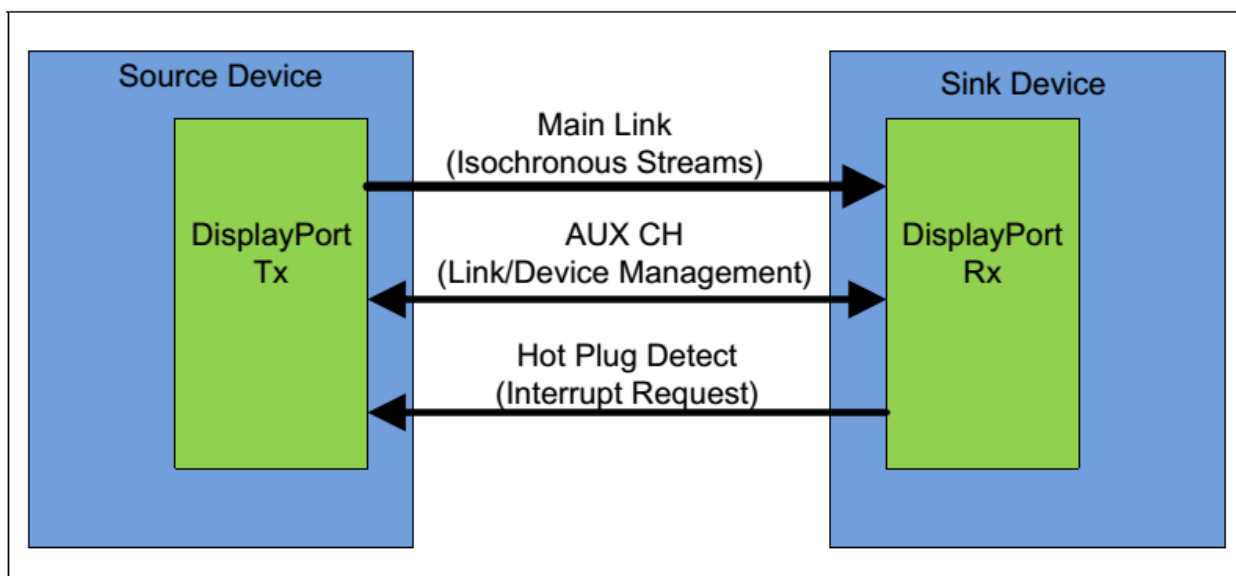 Source Device
Sink Device
Main Link
(Isochronous Streams)
DisplayPort
Tx
AUX CH
(Link/Device Management)
DisplayPort
Rx
Hot Plug Detect
(Interrupt Request)